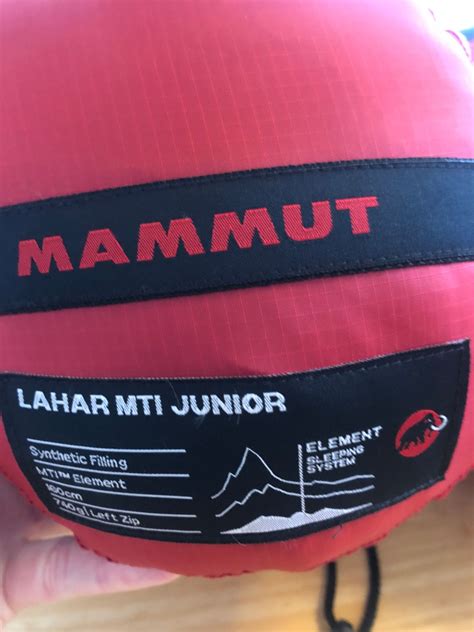 MAMMUT
LAHAR MTI JUNIOR
Synthetic Filling
MTI™ Element
160cm
740g | Left Zip
ELEMENT
SLEEPING
SYSTEM